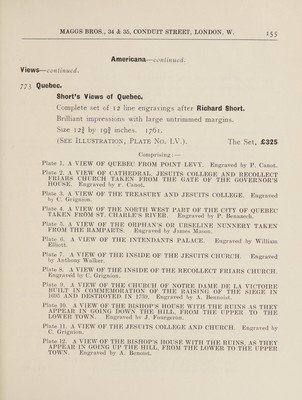 MAGGS BROS., 34 & 35, CONDUIT STREET, LONDON, W. 155
Americana—continued.
Views—continued.
773 Quebec.
Short's Views of Quebec.
Complete set of 12 line engravings after Richard Short.
Brilliant impressions with large untrimmed margins.
Size 12¾ by 19¾ inches. 1761.
(SEE ILLUSTRATION, PLATE NO. LV.). The Set, £325
Comprising:—
Plate 1. A VIEW OF QUEBEC FROM POINT LEVY. Engraved by P. Canot.
Plate 2. A VIEW OF CATHEDRAL, JESUITS COLLEGE AND RECOLLECT
FRIARS CHURCH TAKEN FROM THE GATE OF THE GOVERNOR'S
HOUSE. Engraved by P. Canot.
Plate 3. A VIEW OF THE TREASURY AND JESUITS COLLEGE. Engraved
by C. Grignion.
Plate 4. A VIEW OF THE NORTH WEST PART OF THE CITY OF QUEBEC
TAKEN FROM ST. CHARLE'S RIVER. Engraved by P. Benazech.
Plate 5. A VIEW OF THE ORPHAN'S OR URSELINE NUNNERY TAKEN
FROM THE RAMPARTS. Engraved by James Mason.
Plate 6. A VIEW OF THE INTENDANTS PALACE. Engraved by William
Elliott.
Plate 7. A VIEW OF THE INSIDE OF THE JESUITS CHURCH. Engraved
by Anthony Walker.
Plate 8. A VIEW OF THE INSIDE OF THE RECOLLECT FRIARS CHURCH.
Engraved by C. Grignion.
Plate 9. A VIEW OF THE CHURCH OF NOTRE DAME DE LA VICTOIRE
BUILT IN COMMEMORATION OF THE RAISING OF THE SIEGE IN
1695 AND DESTROYED IN 1759. Engraved by A. Bennoist.
Plate 10. A VIEW OF THE BISHOP'S HOUSE WITH THE RUINS AS THEY
APPEAR IN GOING DOWN THE HILL, FROM THE UPPER TO THE
LOWER TOWN. Engraved by J. Fourgeron.
Plate 11. A VIEW OF THE JESUITS COLLEGE AND CHURCH. Engraved by
C. Grignion.
Plate 12. A VIEW OF THE BISHOP'S HOUSE WITH THE RUINS, AS THEY
APPEAR IN GOING UP THE HILL, FROM THE LOWER TO THE UPPER
TOWN. Engraved by A. Benoist.